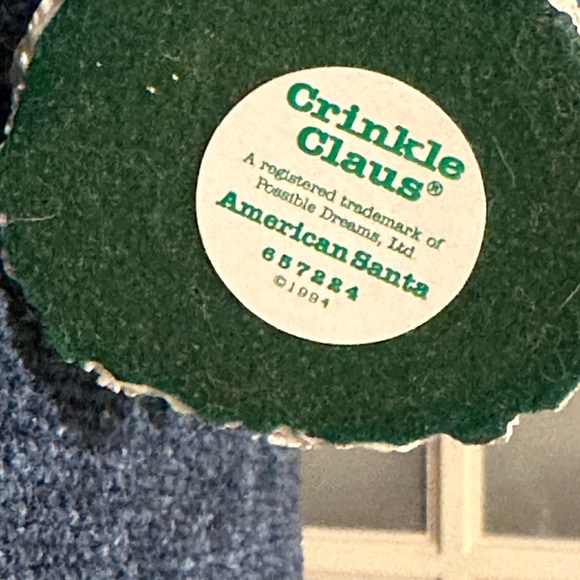 Crinkle
Claus®
A registered trademark of
Possible Dreams, Ltd.
American Santa
657224
©1994